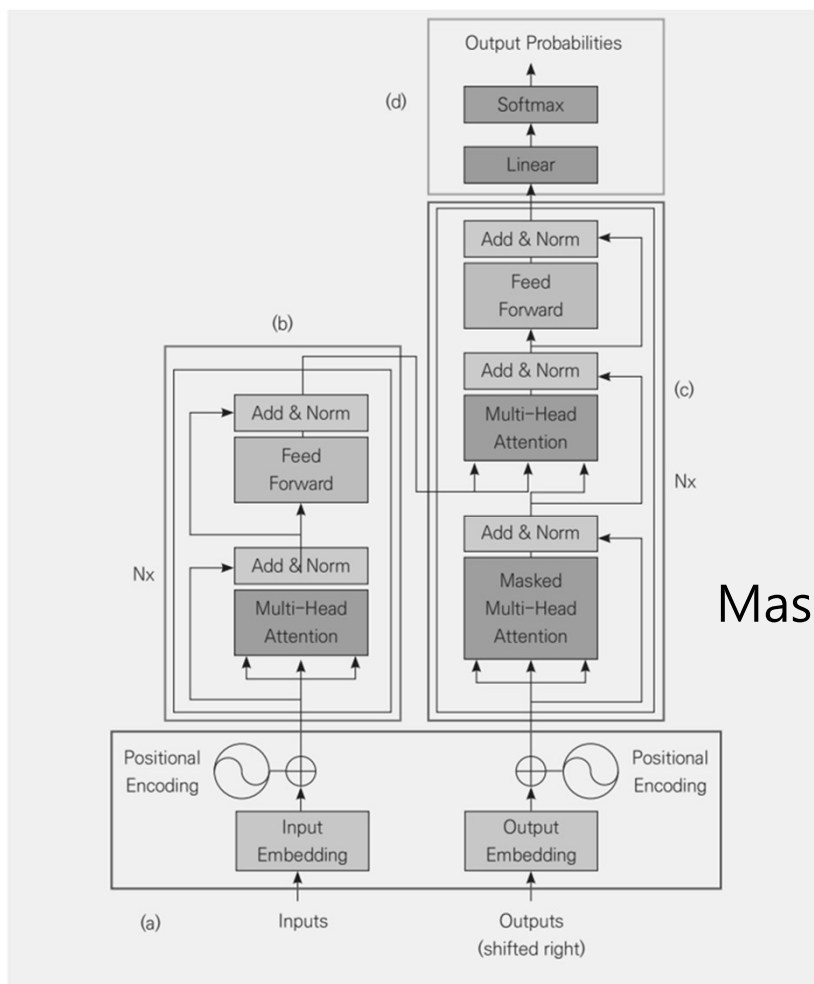 Output Probabilities
(d)
Softmax
Linear
Add & Norm
Feed
Forward
Add & Norm
(c)
Multi-Head
Attention
Nx
Add & Norm
Masked
Multi-Head
Attention
(b)
Add & Norm
Feed
Forward
Add & Norm
Nx
Multi-Head
Attention
Mas
Positional
Encoding
Positional
Encoding
Input
Embedding
Output
Embedding
(a)
Inputs
Outputs
(shifted right)